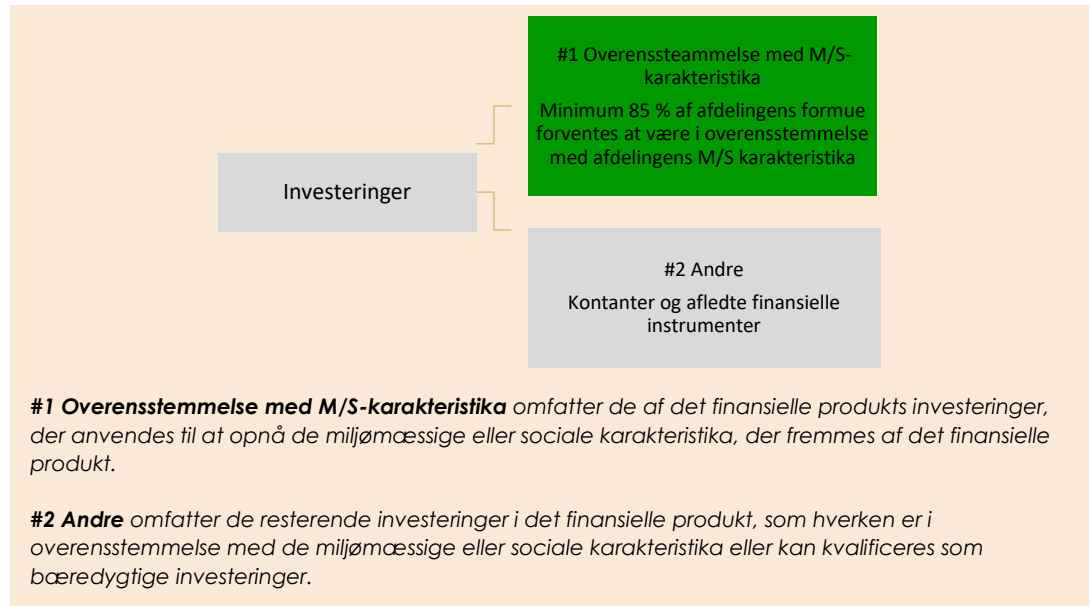 #1 Overenssteammelse med M/S-
karakteristika
Minimum 85 % af afdelingens formue
forventes at være i overensstemmelse
med afdelingens M/S karakteristika
Investeringer
#2 Andre
Kontanter og afledte finansielle
instrumenter
#1 Overensstemmelse med M/S-karakteristika omfatter de af det finansielle produkts investeringer,
der anvendes til at opnå de miljømæssige eller sociale karakteristika, der fremmes af det finansielle
produkt.
#2 Andre omfatter de resterende investeringer i det finansielle produkt, som hverken er i
overensstemmelse med de miljømæssige eller sociale karakteristika eller kan kvalificeres som
bæredygtige investeringer.